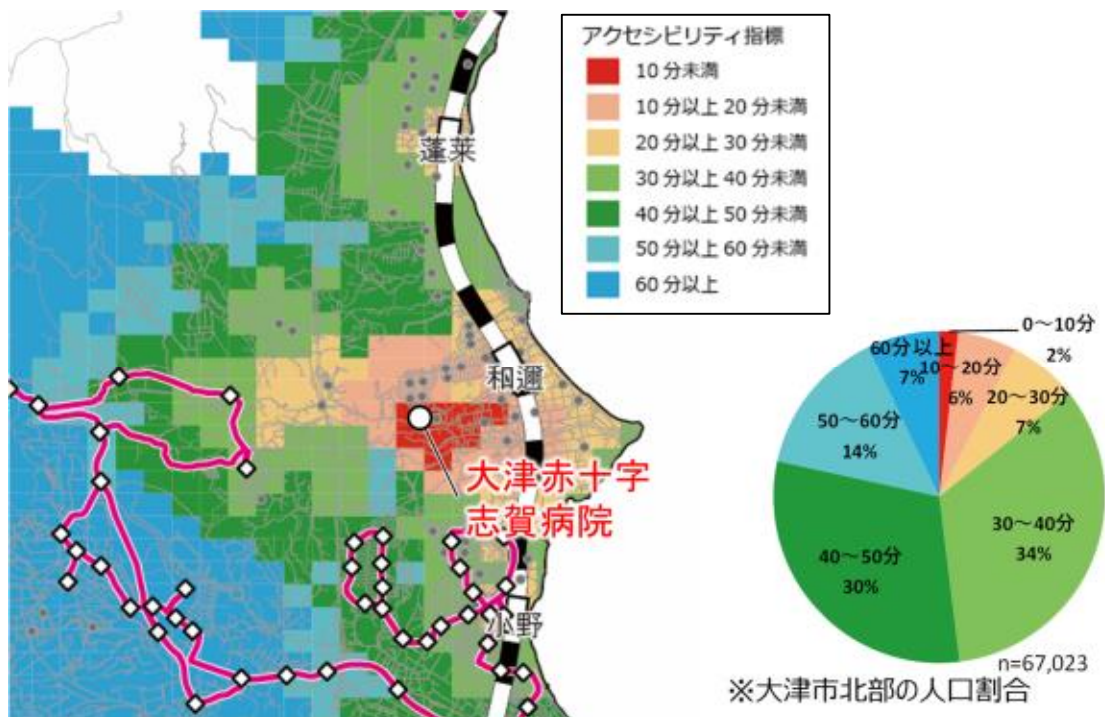 アクセシビリティ指標
10分未満
10分以上20分未満
20分以上30分未満
30分以上40分未満
40分以上50分未満
50分以上60分未満
60分以上
蓬莱
和邇
大津赤十字
志賀病院
小野
0～10分
2%
10～20分
6%
20～30分
7%
30～40分
34%
40～50分
30%
50～60分
14%
60分以上
7%
n=67,023
※大津市北部の人口割合